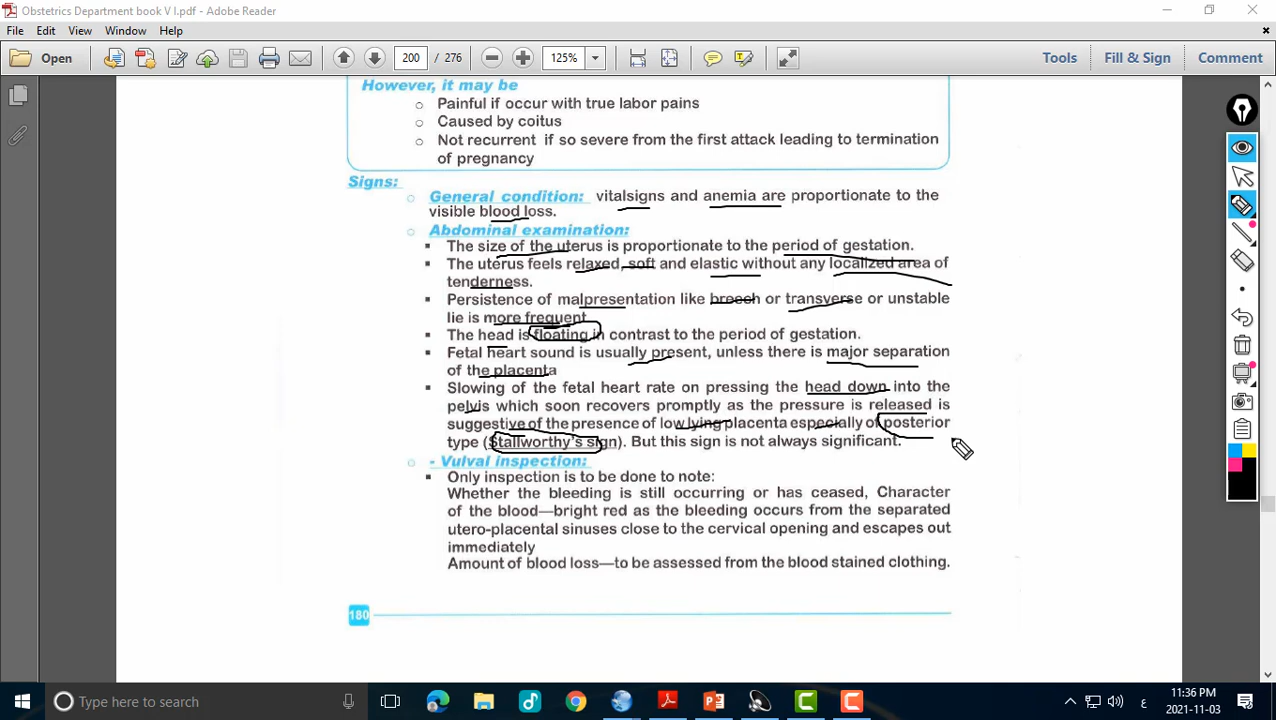 Obstetrics Department book V I.pdf - Adobe Reader
File Edit View Window Help
Open 200 / 276 125% Tools Fill & Sign Comment
However, it may be
Painful if occur with true labor pains
Caused by coitus
Not recurrent if so severe from the first attack leading to termination
of pregnancy
Signs:
General condition: vitalsigns and anemia are proportionate to the
visible blood loss.
Abdominal examination:
The size of the uterus is proportionate to the period of gestation.
The uterus feels relaxed, soft and elastic without any localized area of
tenderness.
Persistence of malpresentation like breech or transverse or unstable
lie is more frequent
The head is floating in contrast to the period of gestation.
Fetal heart sound is usually present, unless there is major separation
of the placenta
Slowing of the fetal heart rate on pressing the head down into the
pelvis which soon recovers promptly as the pressure is released is
suggestive of the presence of low lying placenta especially of posterior
type (Stallworthy's sign). But this sign is not always significant.
- Vulval inspection:
Only inspection is to be done to note:
Whether the bleeding is still occurring or has ceased, Character
of the blood—bright red as the bleeding occurs from the separated
utero-placental sinuses close to the cervical opening and escapes out
immediately
Amount of blood loss—to be assessed from the blood stained clothing.
180
Type here to search
ع
11:36 PM
2021-11-03